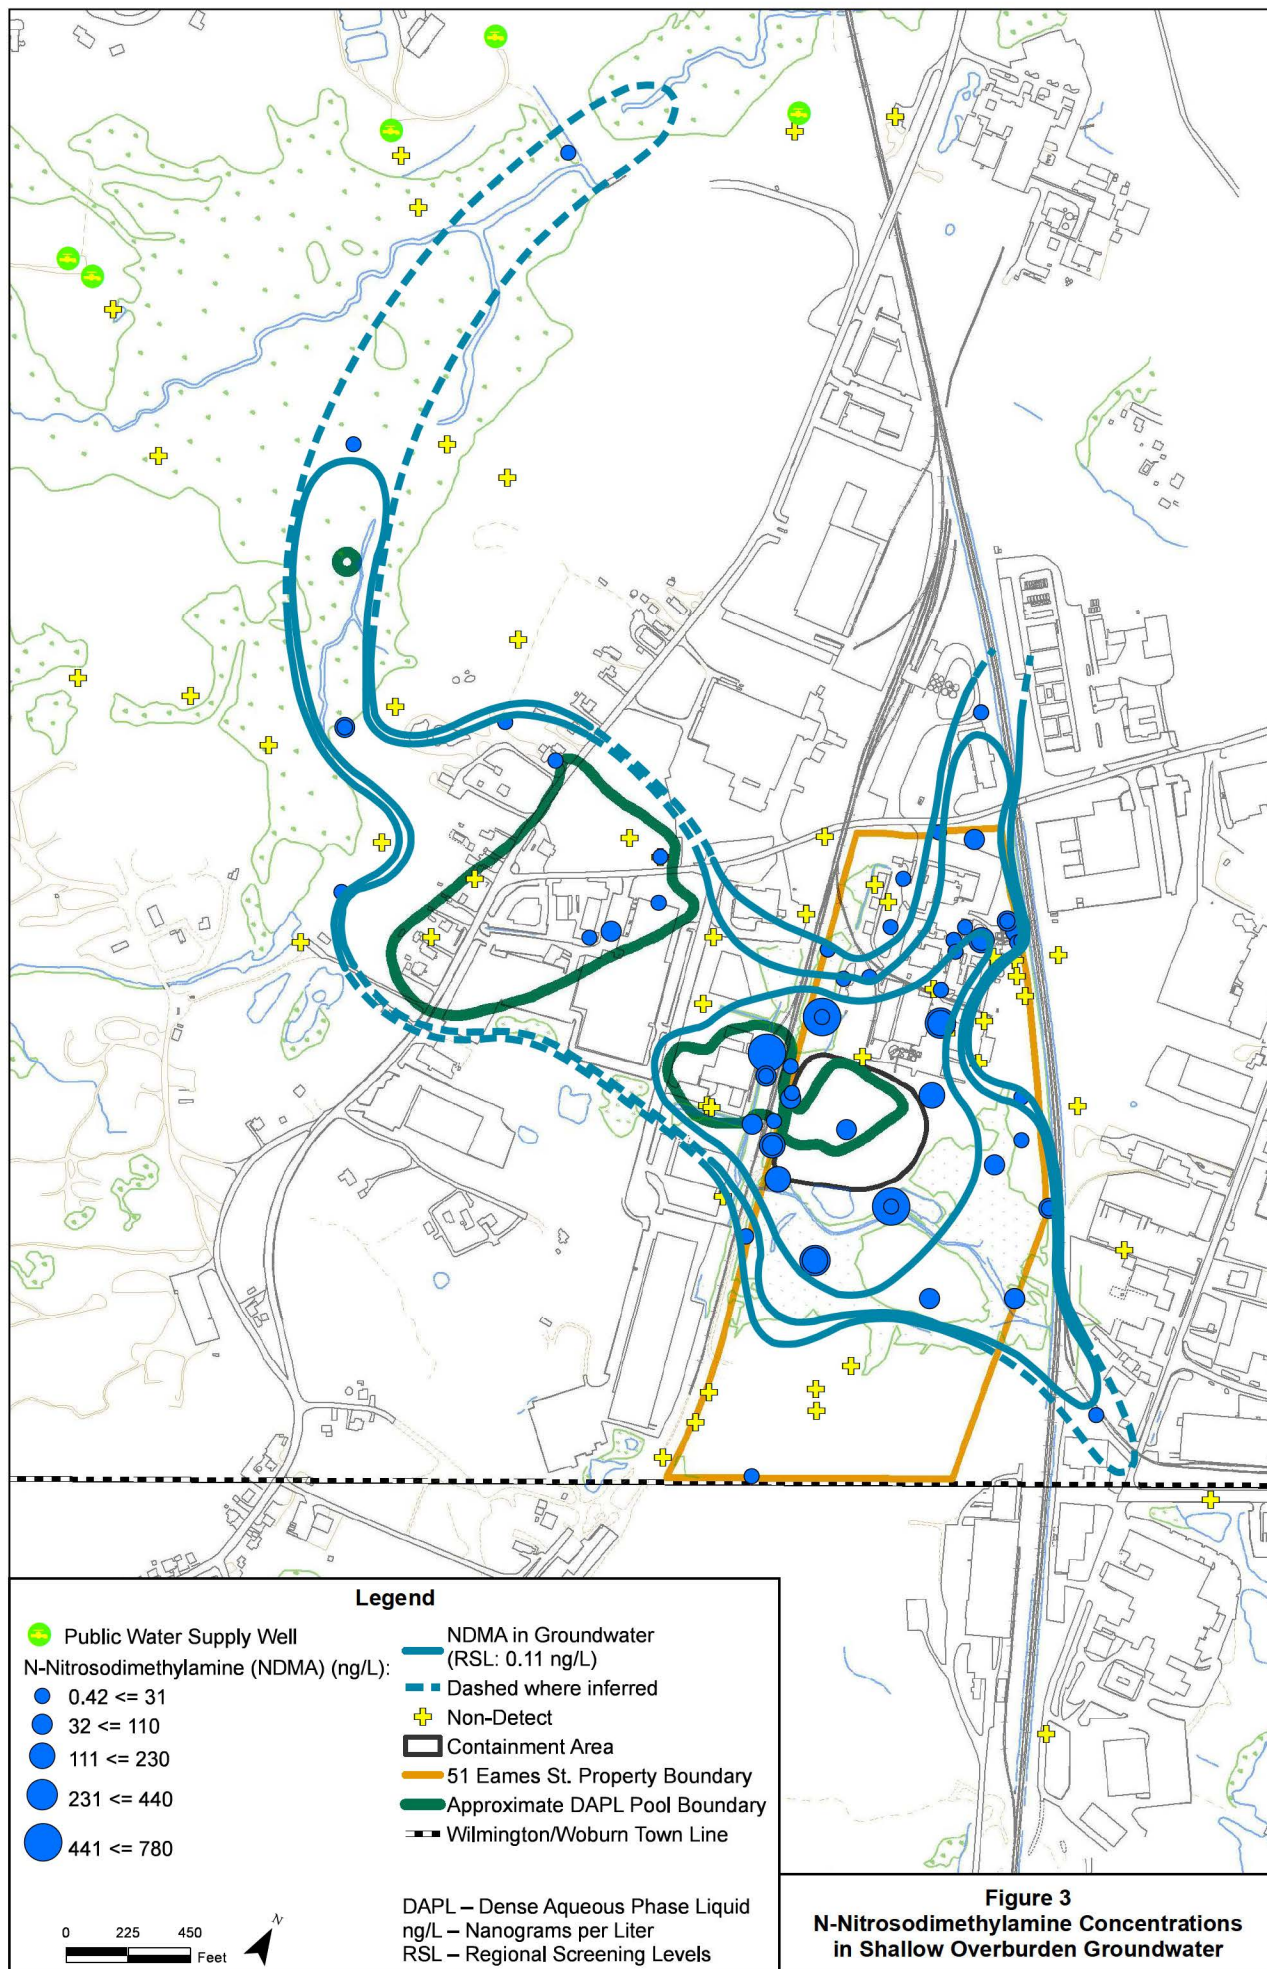 Legend
Public Water Supply Well
N-Nitrosodimethylamine (NDMA) (ng/L):
0.42 <= 31
32 <= 110
111 <= 230
231 <= 440
441 <= 780
NDMA in Groundwater
(RSL: 0.11 ng/L)
Dashed where inferred
Non-Detect
Containment Area
51 Eames St. Property Boundary
Approximate DAPL Pool Boundary
Wilmington/Woburn Town Line
0 225 450
Feet
N
DAPL – Dense Aqueous Phase Liquid
ng/L – Nanograms per Liter
RSL – Regional Screening Levels
Figure 3
N-Nitrosodimethylamine Concentrations
in Shallow Overburden Groundwater